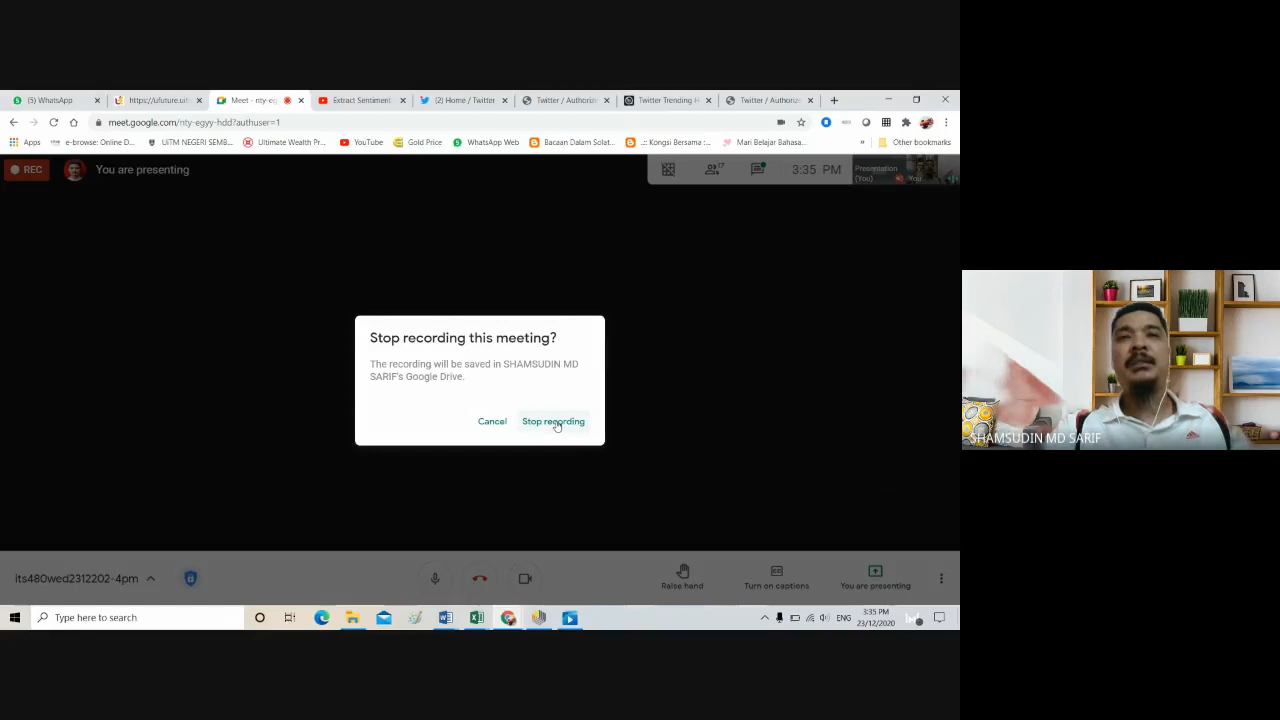 (5) WhatsApp
https://ufuture.uit
Meet - nty-eg
Extract Sentiment
(2) Home / Twitter
Twitter / Authoriz
Twitter Trending H
Twitter / Authorize
meet.google.com/nty-egyy-hdd?authuser=1
Apps
e-browse: Online D...
UiTM NEGERI SEMB...
Ultimate Wealth Pr...
YouTube
Gold Price
WhatsApp Web
Bacaan Dalam Solat...
..:: Kongsi Bersama :...
Mari Belajar Bahasa...
»
Other bookmarks
REC
You are presenting
17
3:35 PM
Presentation
(You)
You
Stop recording this meeting?
The recording will be saved in SHAMSUDIN MD
SARIF's Google Drive.
Cancel
Stop recording
SHAMSUDIN MD SARIF
its480wed2312202-4pm
Raise hand
Turn on captions
You are presenting
Type here to search
ENG
3:35 PM
23/12/2020